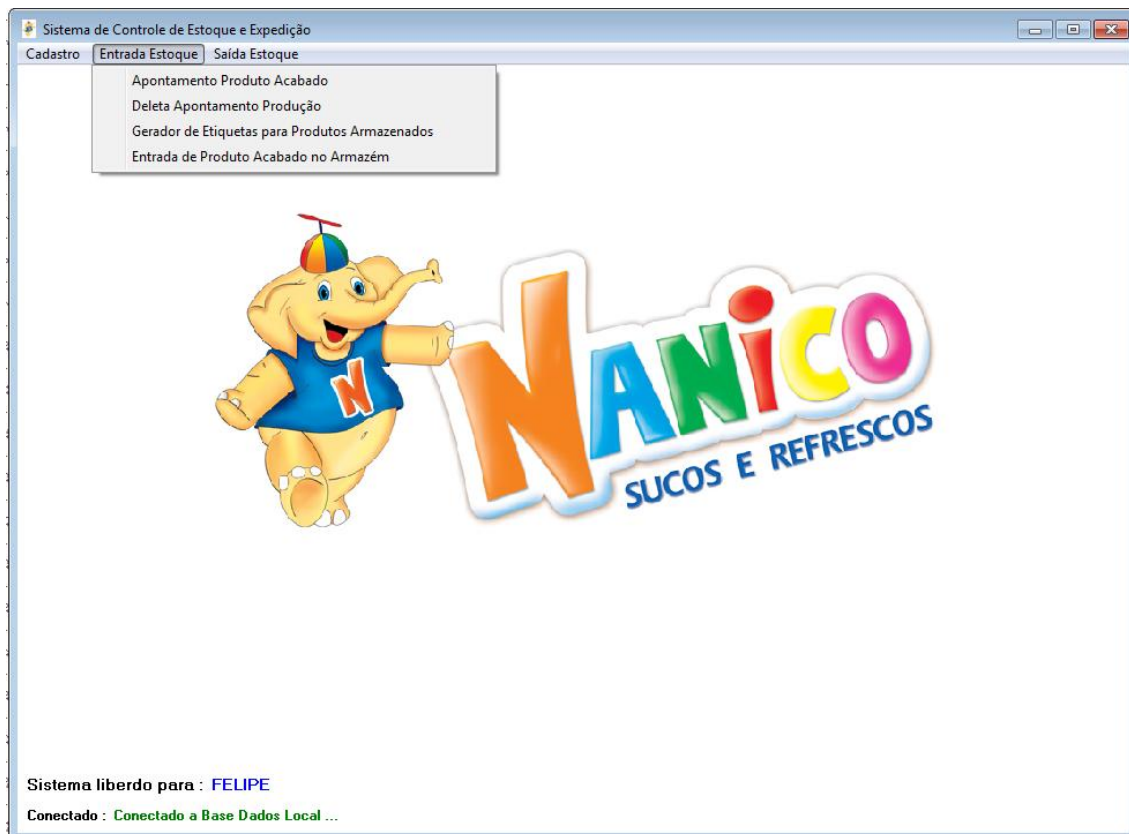 Sistema de Controle de Estoque e Expedição
Cadastro Entrada Estoque Saída Estoque
Apontamento Produto Acabado
Deleta Apontamento Produção
Gerador de Etiquetas para Produtos Armazenados
Entrada de Produto Acabado no Armazém
N
NANiCO
SUCOS E REFRESCOS
Sistema liberdo para : FELIPE
Conectado : Conectado a Base Dados Local ...